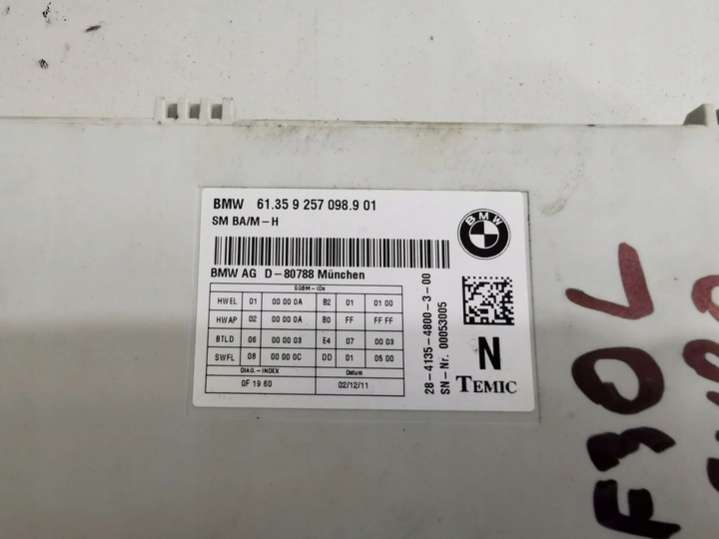 BMW 61.35 9 257 098.9 01
SM BA/M-H
BMW
BMW AG D-80788 München
SGBM-IDs
HWEL 01 00 00 0A B2 01 01 00
HWAP 02 00 00 0A B0 FF FF FF
BTLD 06 00 00 03 E4 07 00 03
SWFL 08 00 00 0C DD 01 05 00
DIAG.-INDEX DATUM
0F 19 60 02/12/11
N
TEMIC
28-4135-4800-3-00
SN-Nr. 00053005
F30 L